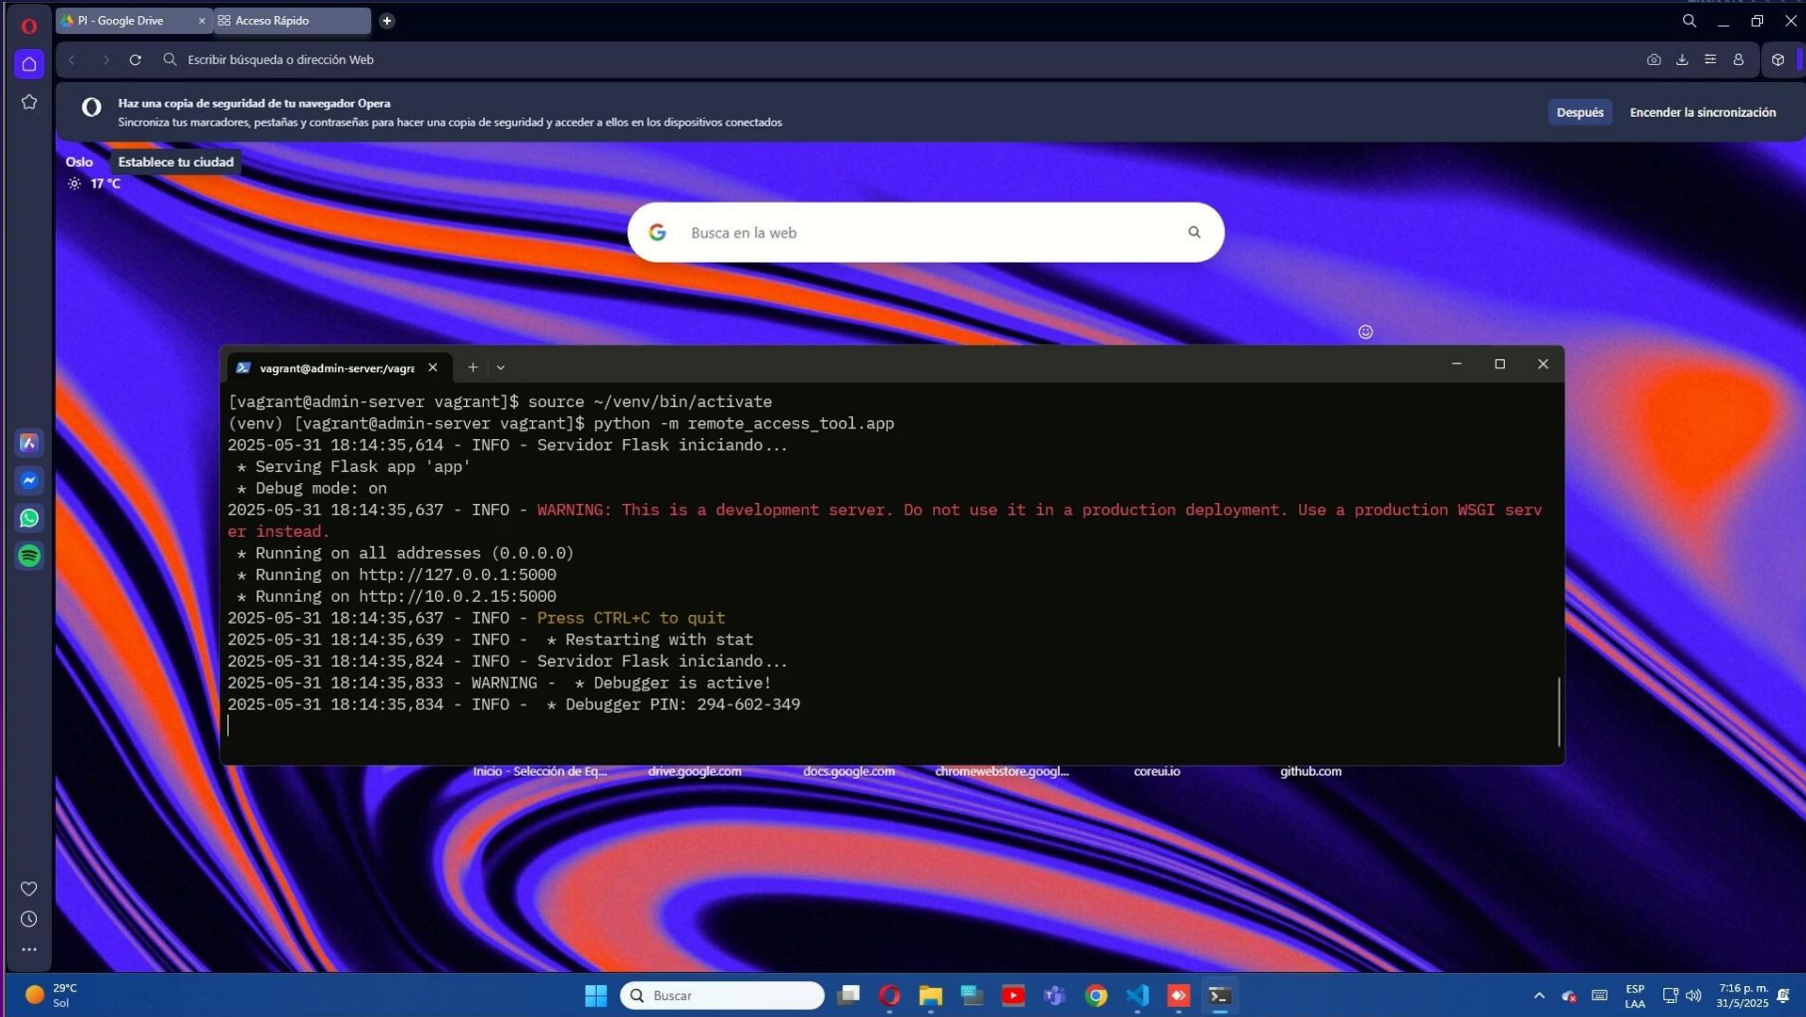 PI - Google Drive
Acceso Rápido
Escribir búsqueda o dirección Web
Haz una copia de seguridad de tu navegador Opera
Sincroniza tus marcadores, pestañas y contraseñas para hacer una copia de seguridad y acceder a ellos en los dispositivos conectados
Después
Encender la sincronización
Oslo
Establece tu ciudad
17 °C
Busca en la web
vagrant@admin-server:/vagra
[vagrant@admin-server vagrant]$ source ~/venv/bin/activate
(venv) [vagrant@admin-server vagrant]$ python -m remote_access_tool.app
2025-05-31 18:14:35,614 - INFO - Servidor Flask iniciando...
* Serving Flask app 'app'
* Debug mode: on
2025-05-31 18:14:35,637 - INFO - WARNING: This is a development server. Do not use it in a production deployment. Use a production WSGI serv
er instead.
* Running on all addresses (0.0.0.0)
* Running on http://127.0.0.1:5000
* Running on http://10.0.2.15:5000
2025-05-31 18:14:35,637 - INFO - Press CTRL+C to quit
2025-05-31 18:14:35,639 - INFO -  * Restarting with stat
2025-05-31 18:14:35,824 - INFO - Servidor Flask iniciando...
2025-05-31 18:14:35,833 - WARNING -  * Debugger is active!
2025-05-31 18:14:35,834 - INFO -  * Debugger PIN: 294-602-349
Inicio - Selección de Eq...
drive.google.com
docs.google.com
chromewebstore.googl...
coreui.io
github.com
29°C
Sol
Buscar
ESP
LAA
7:16 p. m.
31/5/2025